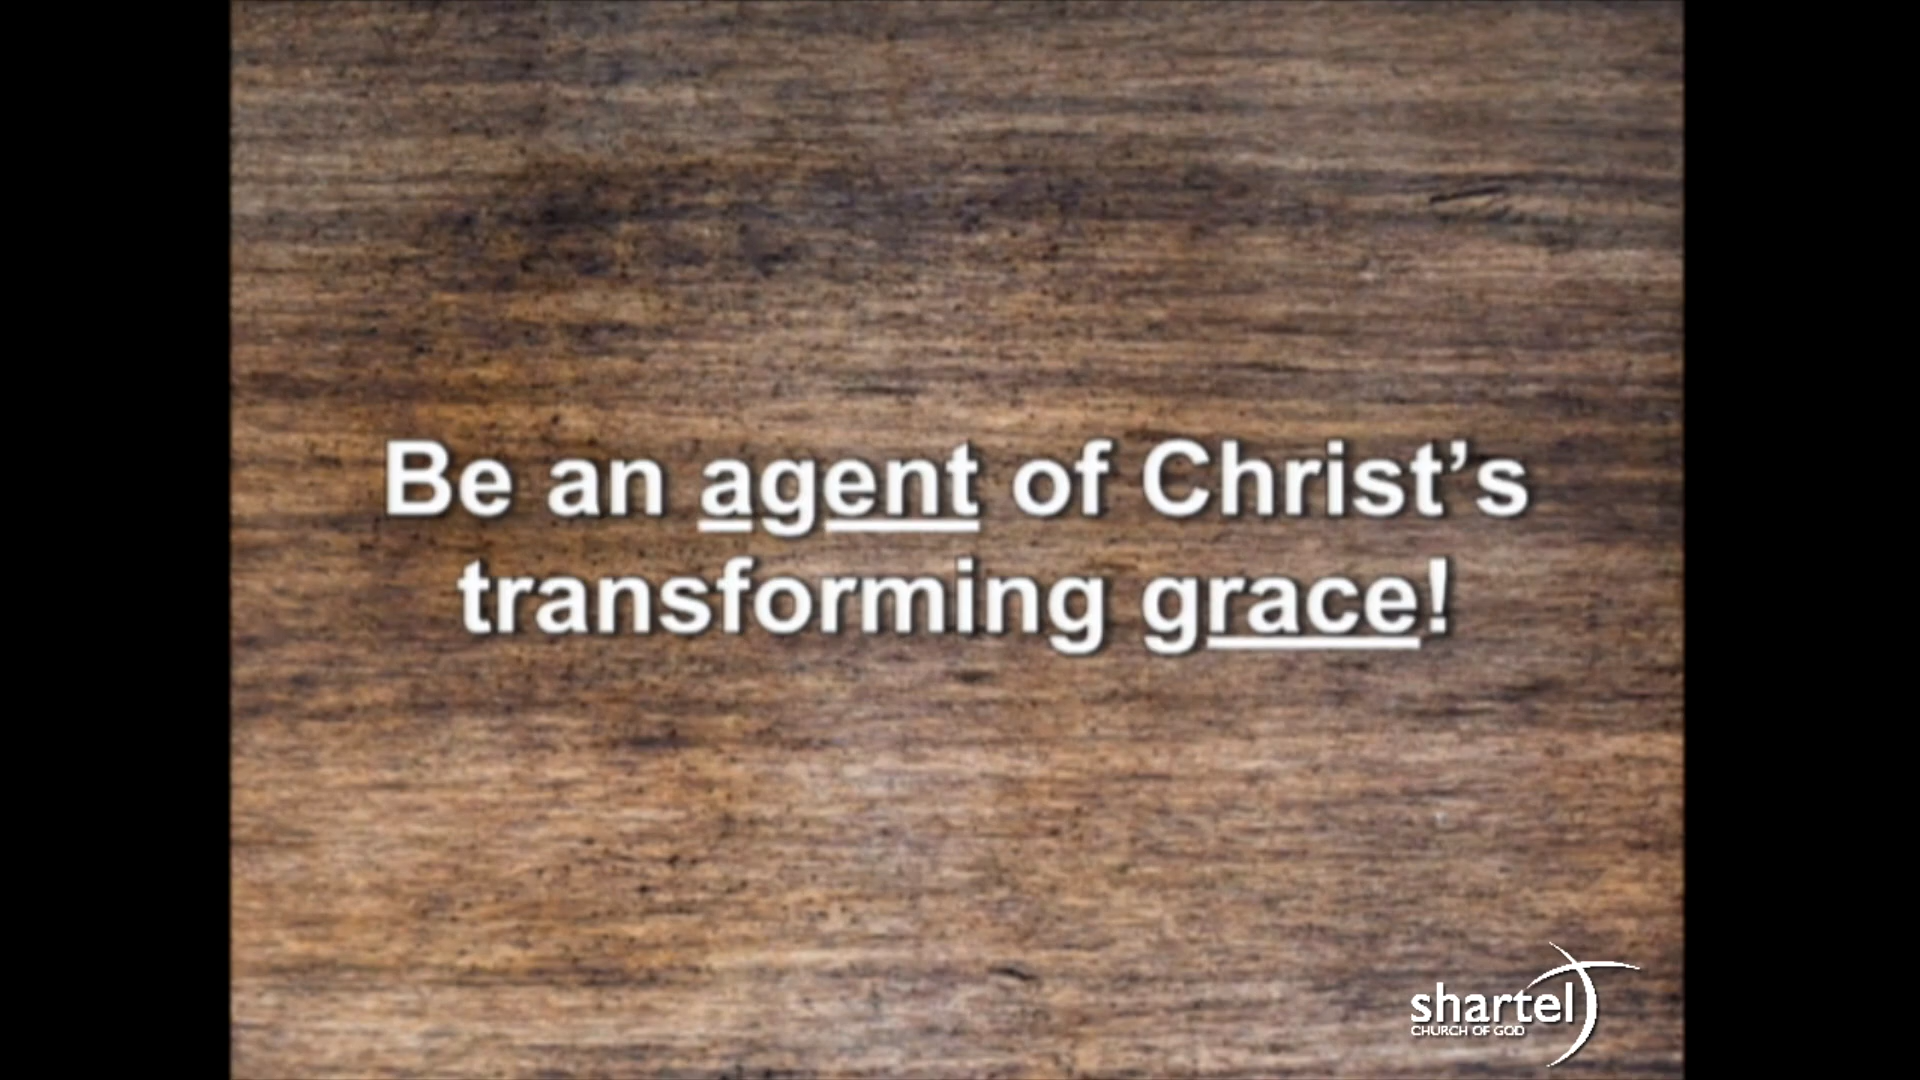 Be an agent of Christ’s
transforming grace!
shartel
CHURCH OF GOD